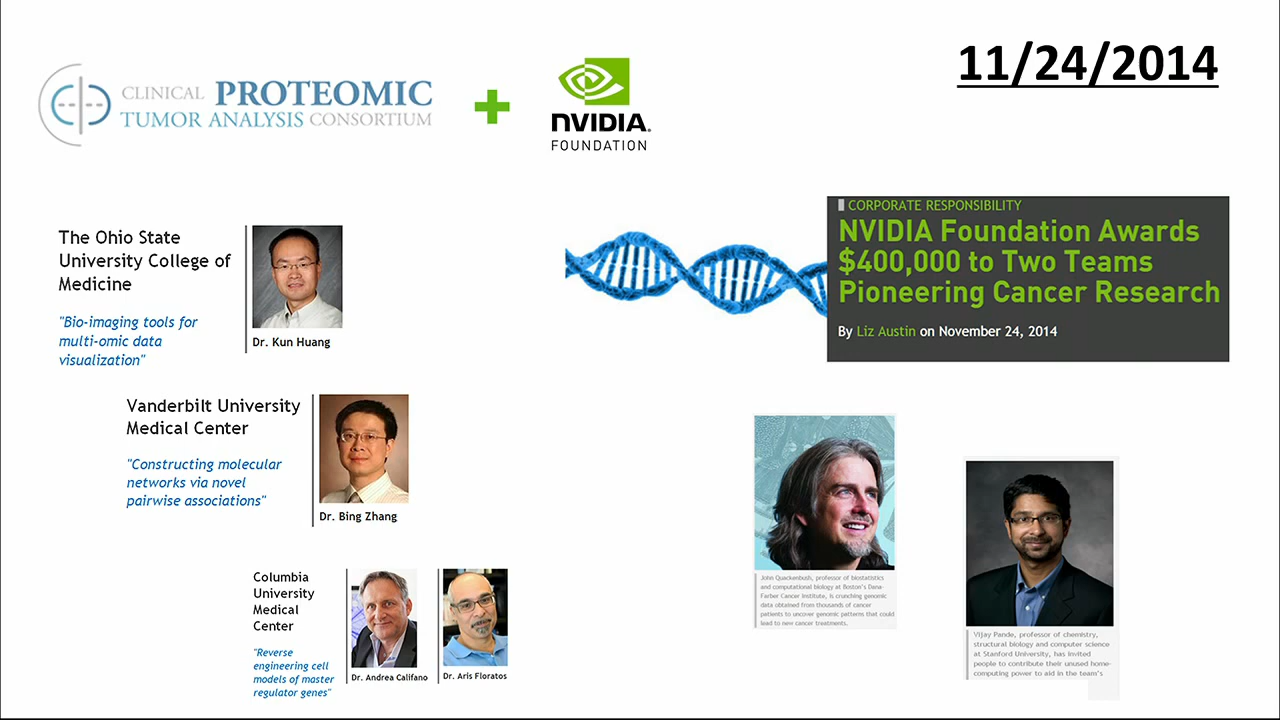 CLINICAL PROTEOMIC
TUMOR ANALYSIS CONSORTIUM
+
NVIDIA.
FOUNDATION
11/24/2014
The Ohio State
University College of
Medicine
"Bio-imaging tools for
multi-omic data
visualization"
Dr. Kun Huang
Vanderbilt University
Medical Center
"Constructing molecular
networks via novel
pairwise associations"
Dr. Bing Zhang
Columbia
University
Medical
Center
"Reverse
engineering cell
models of master
regulator genes"
Dr. Andrea Califano
Dr. Aris Floratos
CORPORATE RESPONSIBILITY
NVIDIA Foundation Awards
$400,000 to Two Teams
Pioneering Cancer Research
By Liz Austin on November 24, 2014
John Quackenbush, professor of biostatistics
and computational biology at Boston's Dana-
Farber Cancer Institute, is crunching genomic
data obtained from thousands of cancer
patients to uncover genomic patterns that could
lead to new cancer treatments.
Vijay Pande, professor of chemistry,
structural biology and computer science
at Stanford University, has invited
people to contribute their unused home-
computing power to aid in the team's